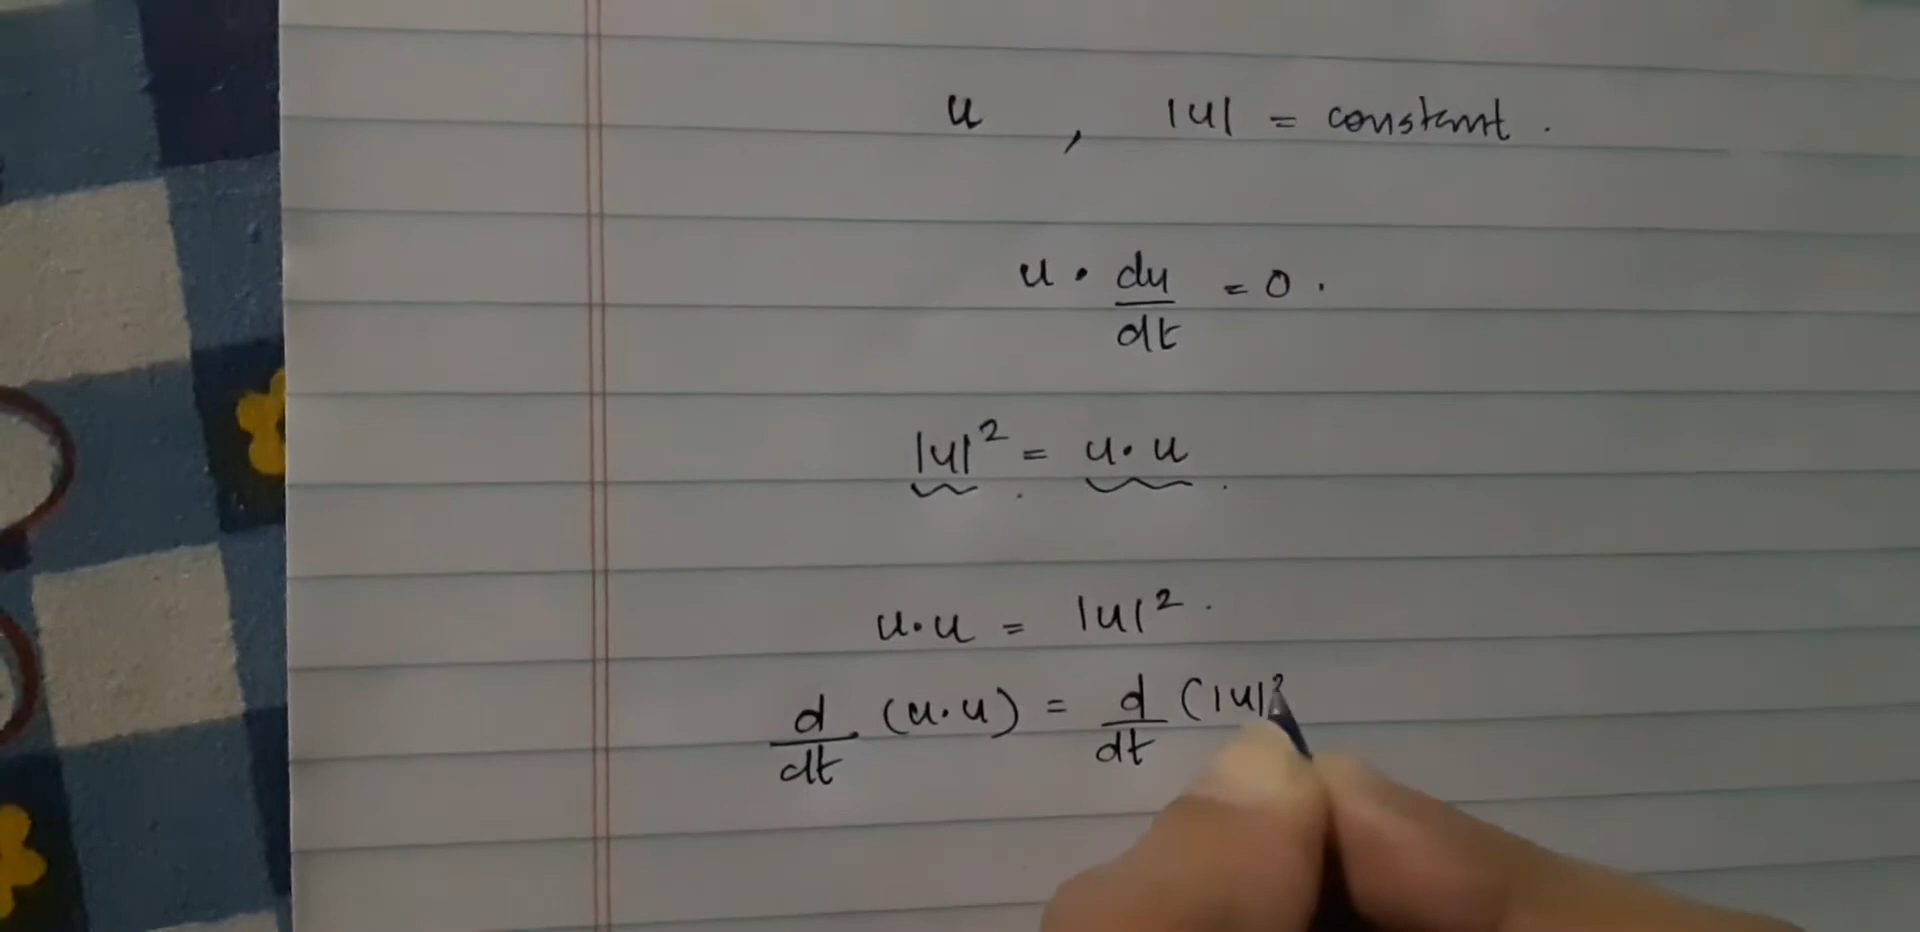 u , |u| = constant.
u · du/dt = 0.
|u|² = u·u.
u·u = |u|².
d/dt (u·u) = d/dt (|u|²